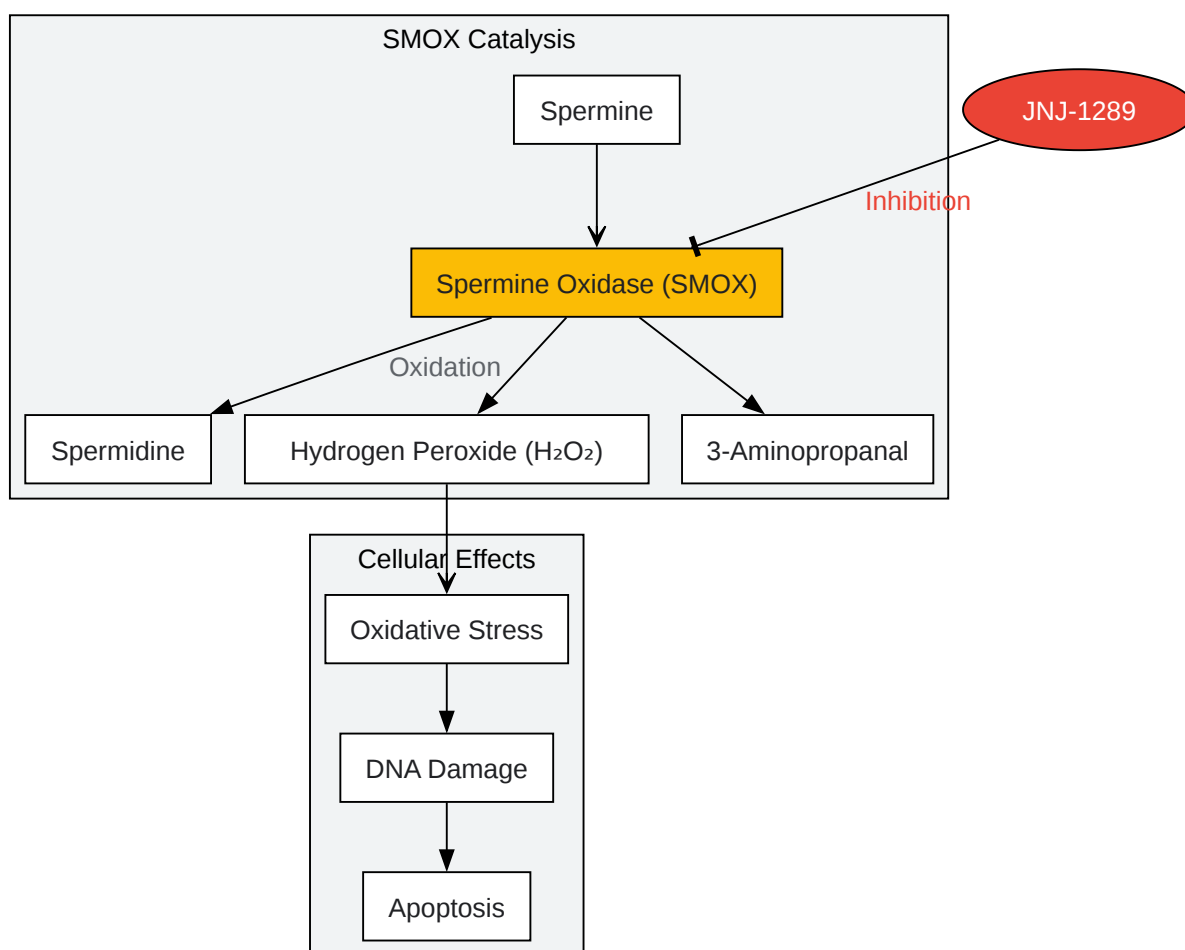 SMOX Catalysis
Spermine
JNJ-1289
Inhibition
Spermine Oxidase (SMOX)
Oxidation
Spermidine
Hydrogen Peroxide (H₂O₂)
3-Aminopropanal
Cellular Effects
Oxidative Stress
DNA Damage
Apoptosis